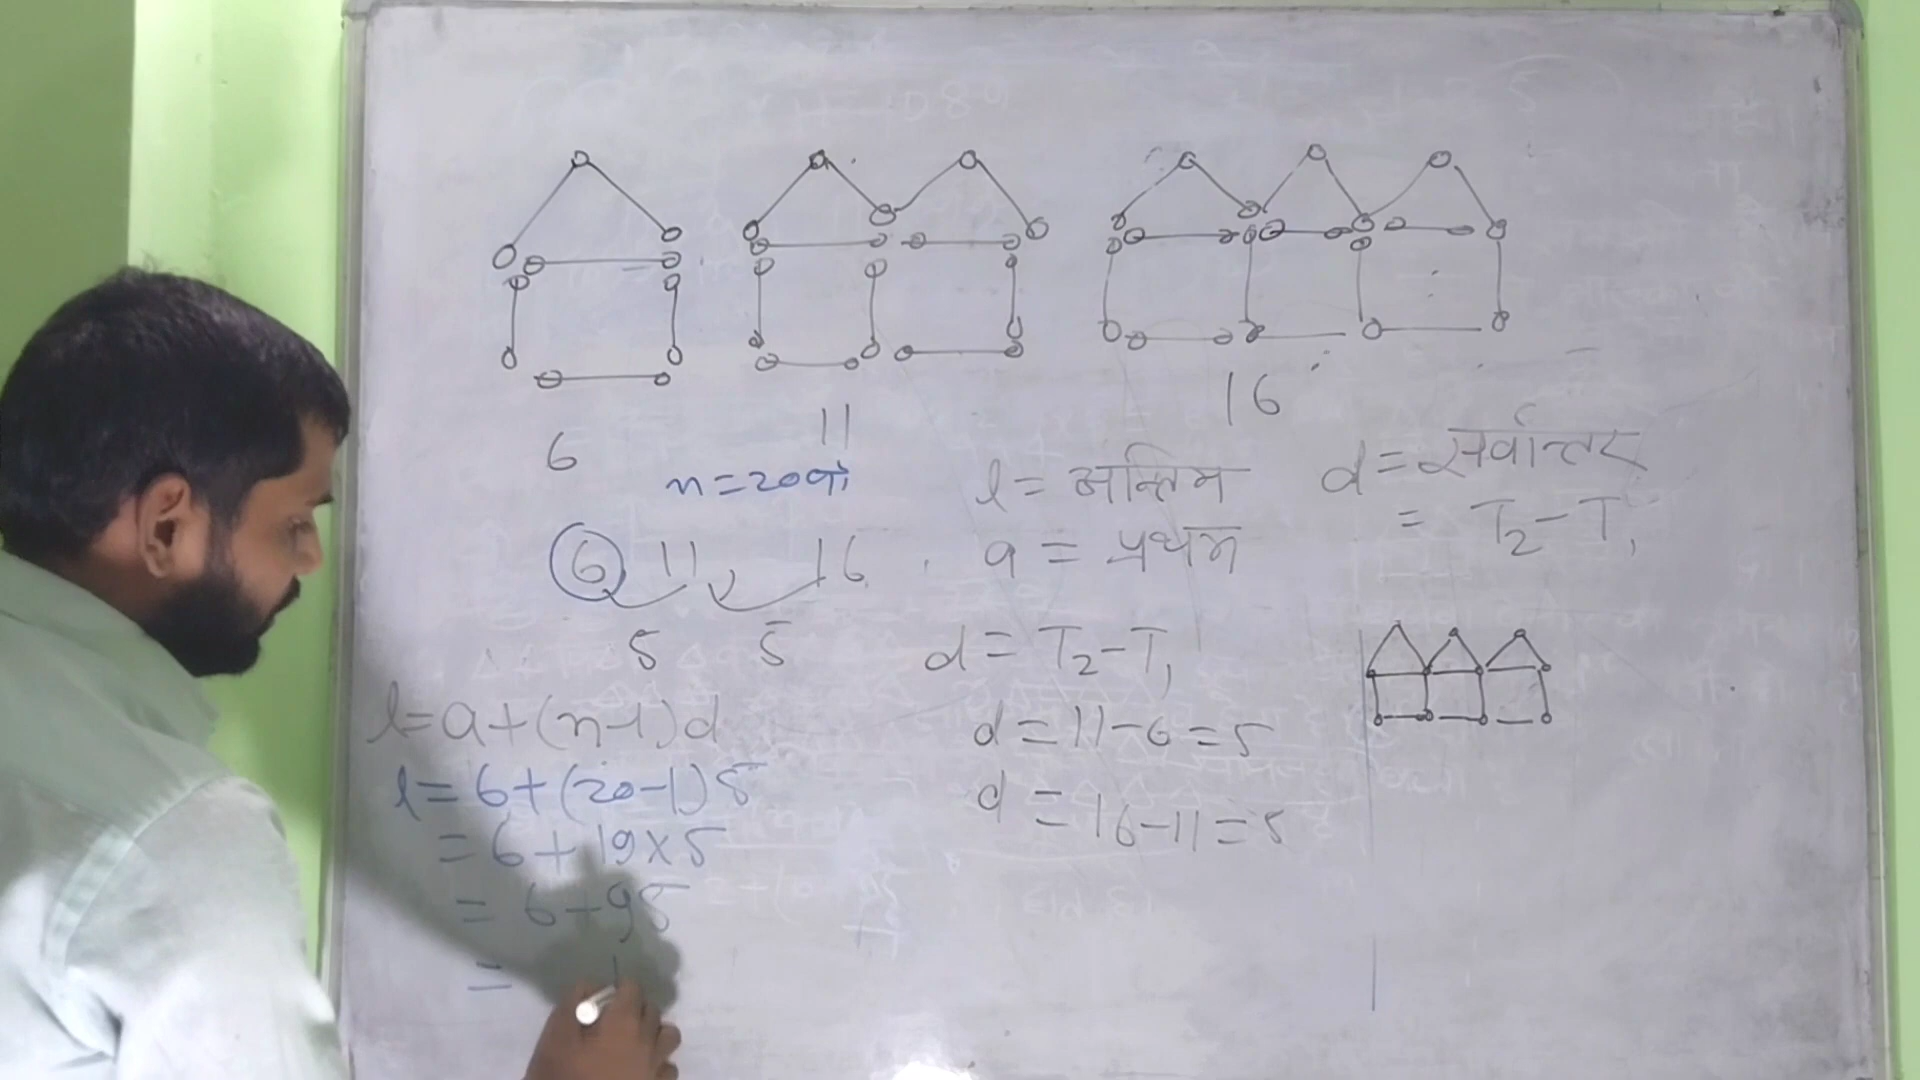 6
11
16
n=20वां
l = अन्तिम
d = सर्वान्तर
= T₂-T₁
6, 11, 16
a = प्रथम
5 5
d = T₂-T₁
l=a+(n-1)d
d=11-6=5
l=6+(20-1)5
d=16-11=5
=6+19×5
= 6+95
= 1